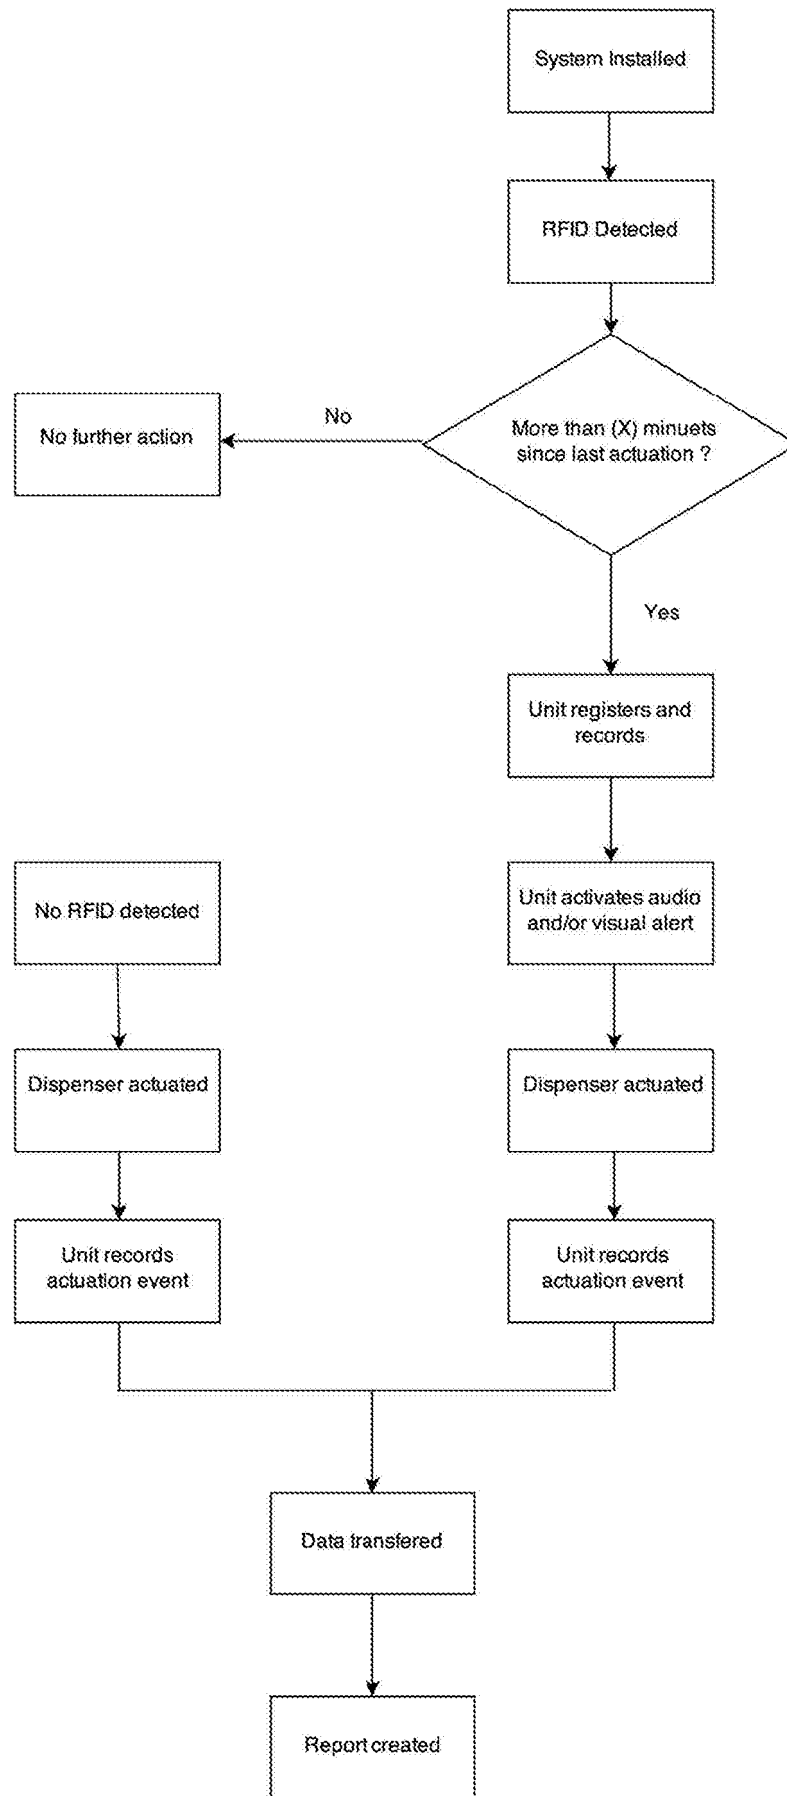 System Installed
RFID Detected
More than (X) minuets
since last actuation ?
No
No further action
Yes
Unit registers and
records
Unit activates audio
and/or visual alert
No RFID detected
Dispenser actuated
Dispenser actuated
Unit records
actuation event
Unit records
actuation event
Data transfered
Report created